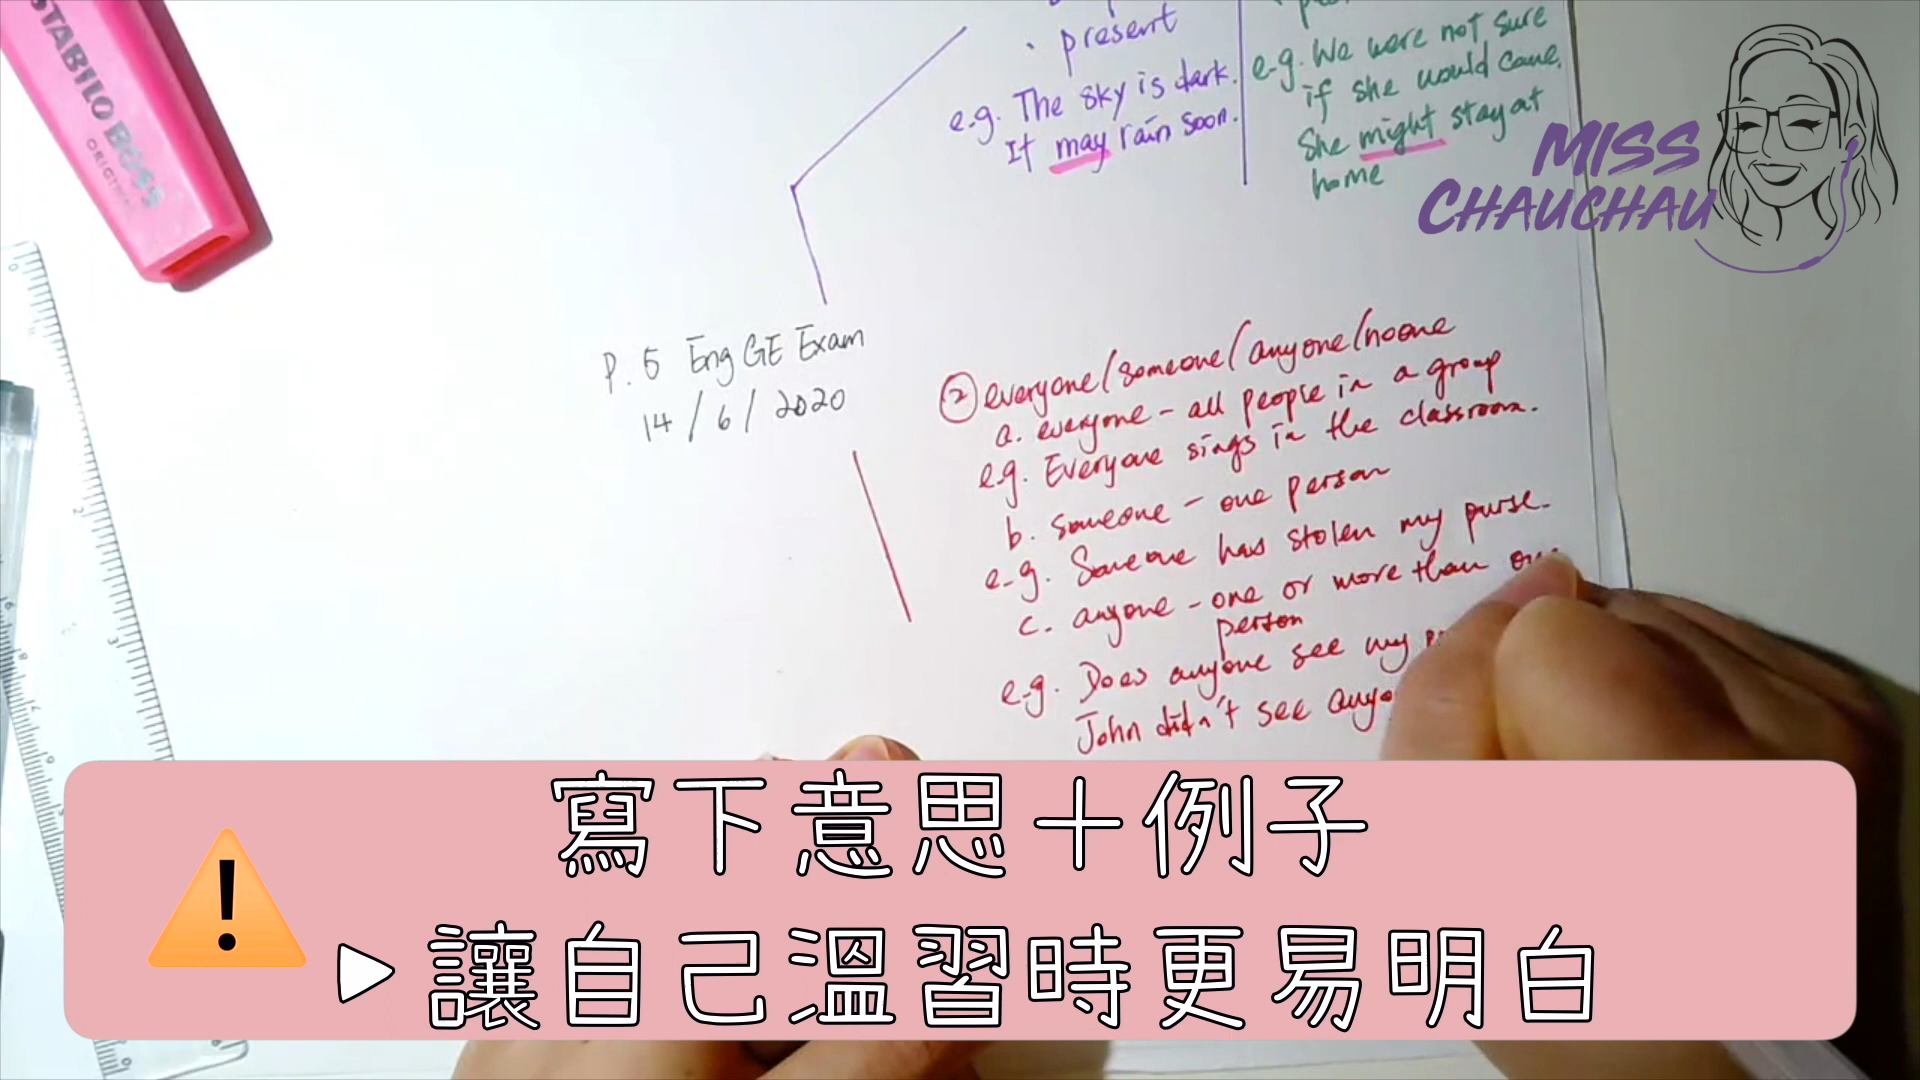 STABILO BOSS
ORIGINAL
• present
e.g. The sky is dark.
It may rain soon.
e.g. We were not sure
if she would come.
She might stay at
home
MISS
CHAUCHAU
P. 5 Eng GE Exam
14 / 6 / 2020
② everyone/someone/anyone/noone
a. everyone - all people in a group
e.g. Everyone sings in the classroom.
b. someone - one person
e.g. Someone has stolen my purse.
c. anyone - one or more than one
person
e.g. Does anyone see my
John didn't see
寫下意思＋例子
▶讓自己溫習時更易明白